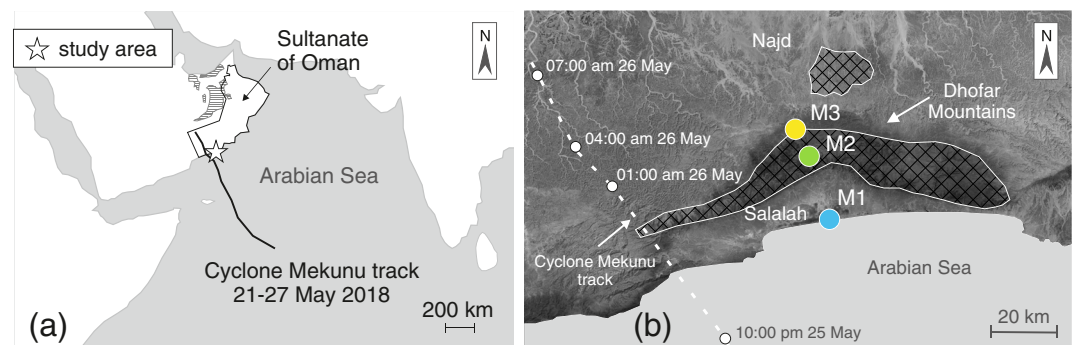 N
study area
Sultanate
of Oman
Arabian Sea
Cyclone Mekunu track
21-27 May 2018
(a)
200 km
Najd
N
07:00 am 26 May
Dhofar
Mountains
M3
04:00 am 26 May
M2
01:00 am 26 May
M1
Salalah
Cyclone Mekunu
track
Arabian Sea
(b)
20 km
10:00 pm 25 May